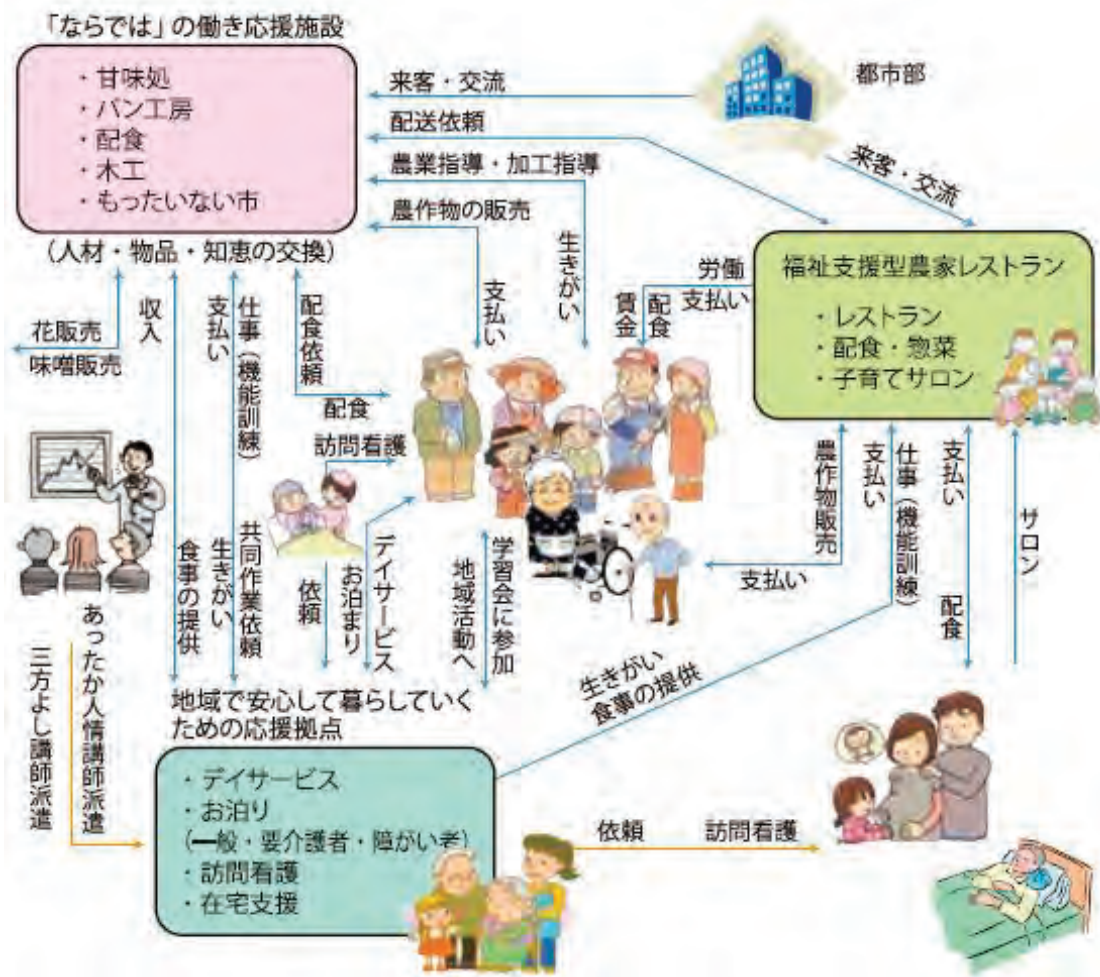 「ならでは」の働き応援施設
・甘味処
・パン工房
・配食
・木工
・もったいない市
(人材・物品・知恵の交換)
都市部
来客・交流
配送依頼
農業指導・加工指導
農作物の販売
来客・交流
福祉支援型農家レストラン
・レストラン
・配食・惣菜
・子育てサロン
労働
支払い
配食
賃金
生きがい
支払い
花販売
味噌販売
収入
食事の提供
支払い
生きがい
仕事(機能訓練)
共同作業依頼
配食依頼
配食
訪問看護
依頼
お泊まり
デイサービス
地域活動へ
学習会に参加
支払い
農作物販売
支払い
仕事(機能訓練)
支払い
配食
サロン
生きがい
食事の提供
あったか人情講師派遣
三方よし講師派遣
地域で安心して暮らしていく
ための応援拠点
・デイサービス
・お泊り
(一般・要介護者・障がい者)
・訪問看護
・在宅支援
依頼
訪問看護